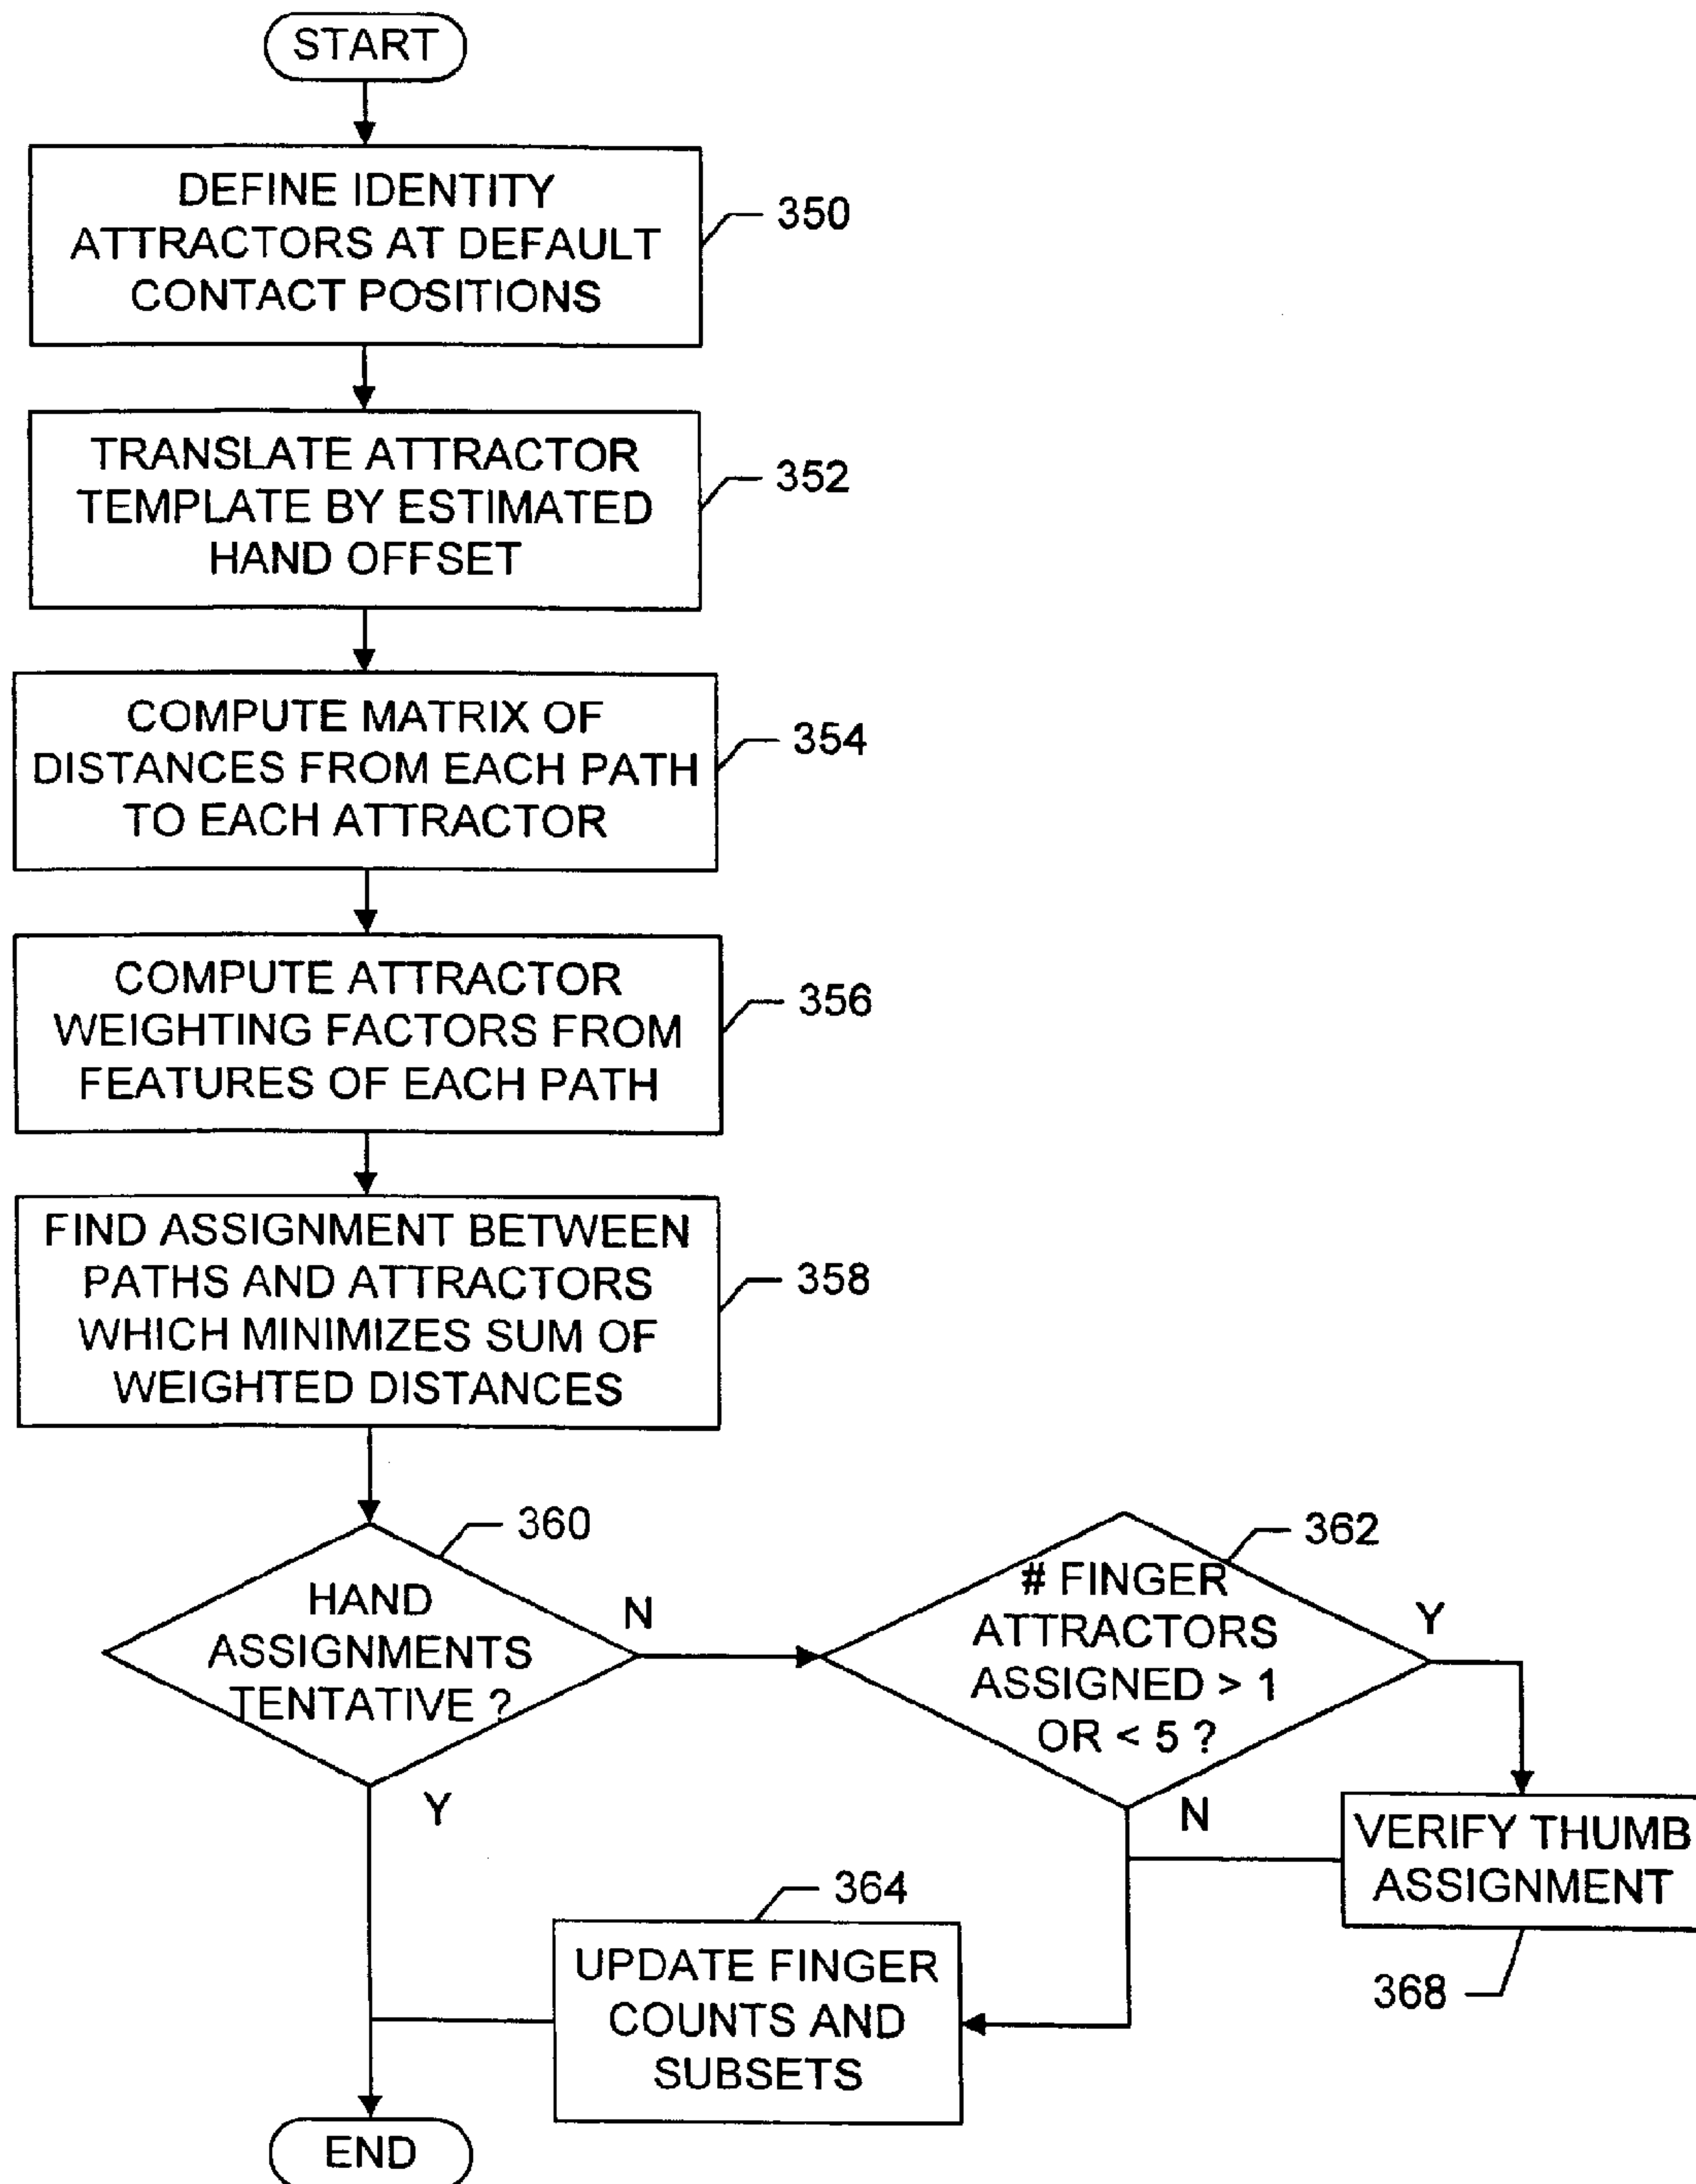 START
DEFINE IDENTITY
ATTRACTORS AT DEFAULT
CONTACT POSITIONS
350
TRANSLATE ATTRACTOR
TEMPLATE BY ESTIMATED
HAND OFFSET
352
COMPUTE MATRIX OF
DISTANCES FROM EACH PATH
TO EACH ATTRACTOR
354
COMPUTE ATTRACTOR
WEIGHTING FACTORS FROM
FEATURES OF EACH PATH
356
FIND ASSIGNMENT BETWEEN
PATHS AND ATTRACTORS
WHICH MINIMIZES SUM OF
WEIGHTED DISTANCES
358
360
HAND
ASSIGNMENTS
TENTATIVE ?
N
Y
362
# FINGER
ATTRACTORS
ASSIGNED > 1
OR < 5 ?
Y
N
VERIFY THUMB
ASSIGNMENT
368
364
UPDATE FINGER
COUNTS AND
SUBSETS
END